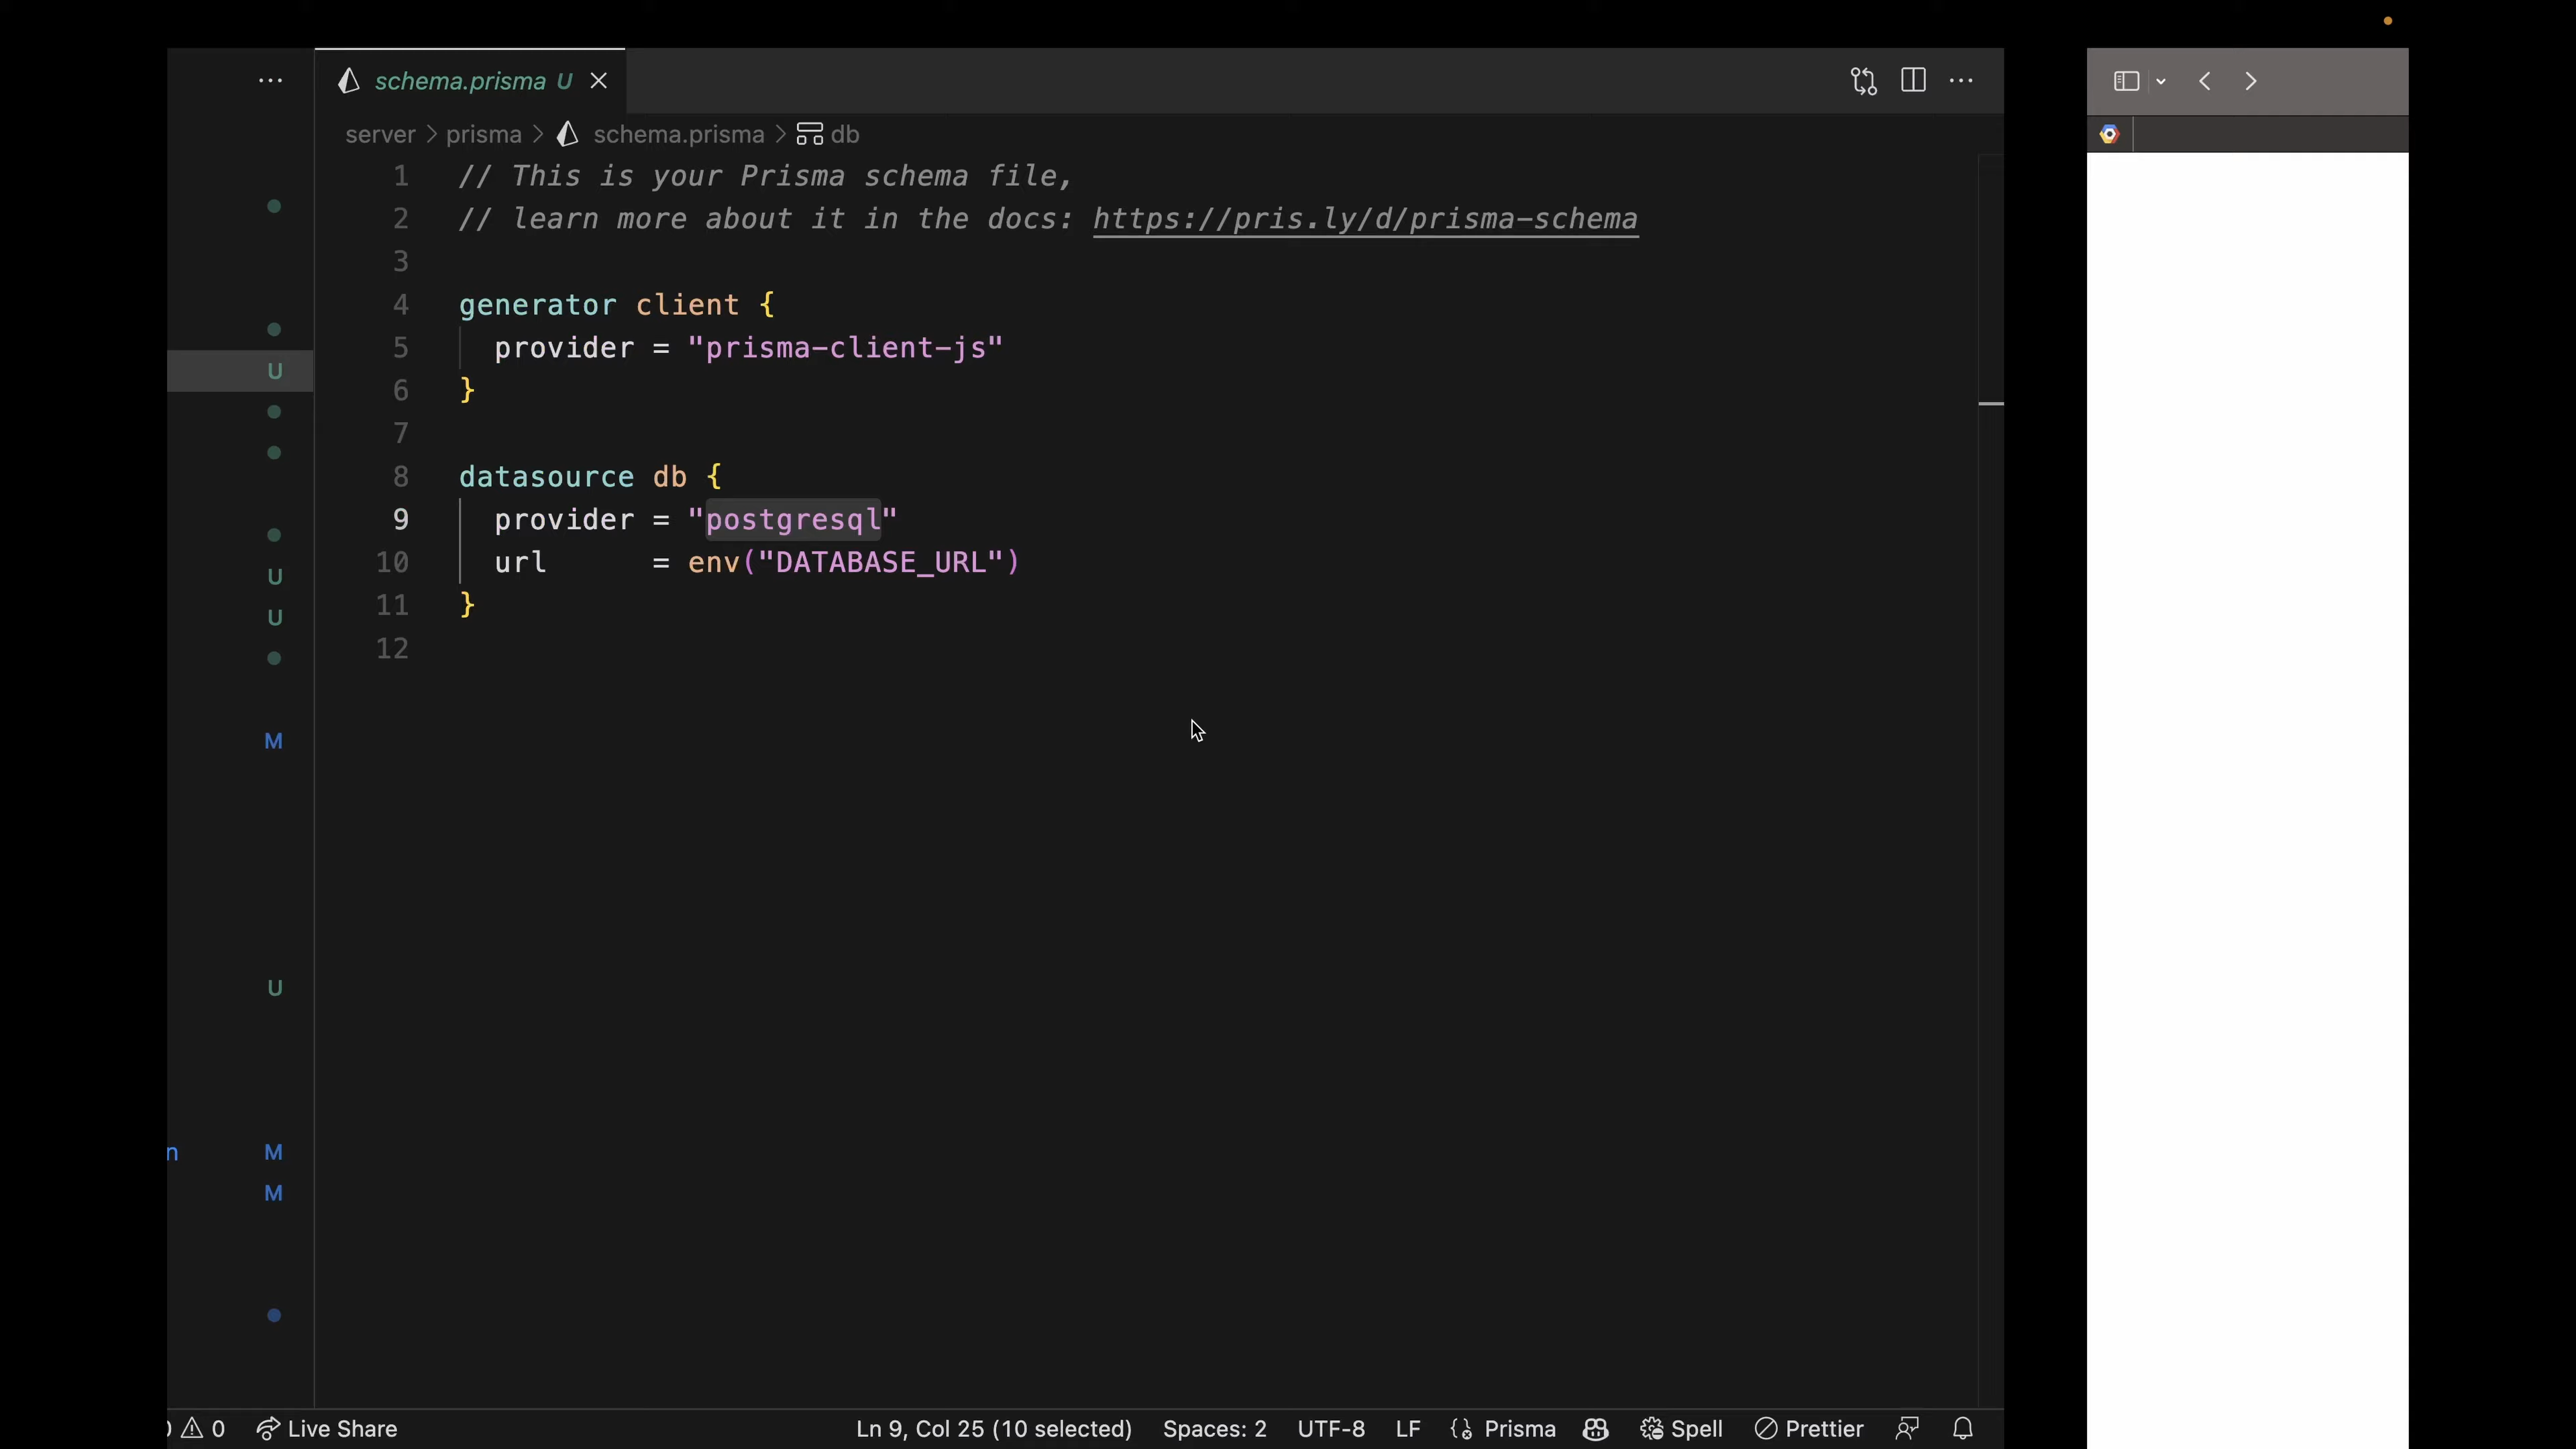 schema.prisma U
server > prisma > schema.prisma > db
1 // This is your Prisma schema file,
2 // learn more about it in the docs: https://pris.ly/d/prisma-schema
3
4 generator client {
5 provider = "prisma-client-js"
6 }
7
8 datasource db {
9 provider = "postgresql"
10 url = env("DATABASE_URL")
11 }
12
U
U
U
M
U
n M
M
0 Live Share Ln 9, Col 25 (10 selected) Spaces: 2 UTF-8 LF Prisma Spell Prettier